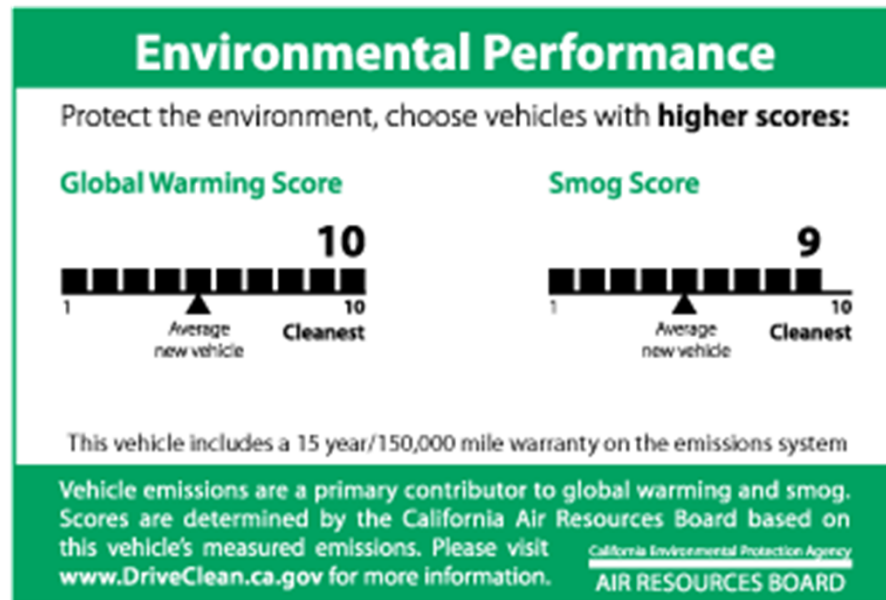 Environmental Performance
Protect the environment, choose vehicles with higher scores:
Global Warming Score
Smog Score
10
9
1
10
1
10
Average
new vehicle
Cleanest
Average
new vehicle
Cleanest
This vehicle includes a 15 year/150,000 mile warranty on the emissions system
Vehicle emissions are a primary contributor to global warming and smog.
Scores are determined by the California Air Resources Board based on
this vehicle's measured emissions. Please visit
www.DriveClean.ca.gov for more information.
California Environmental Protection Agency
AIR RESOURCES BOARD